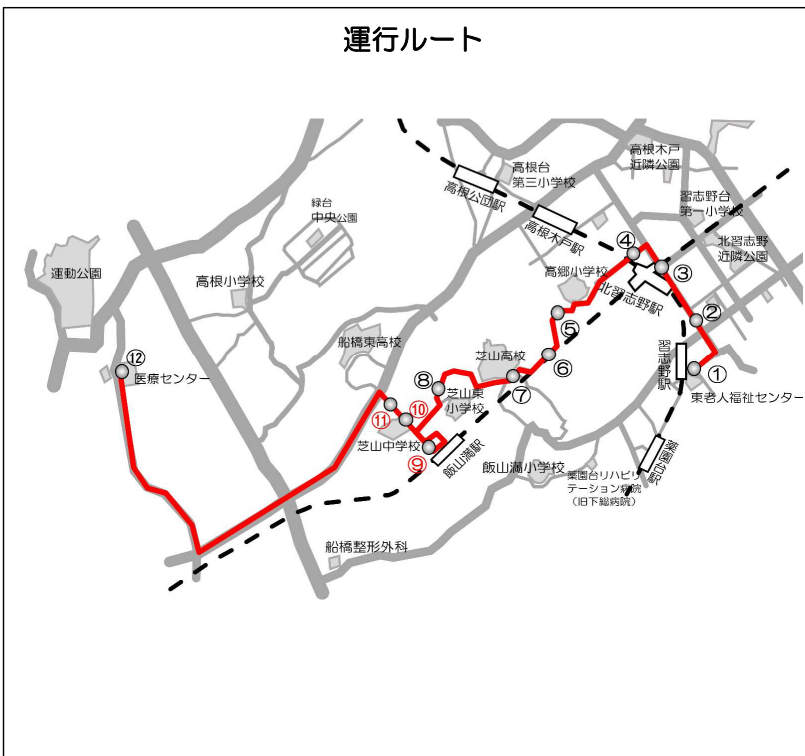 運行ルート
高根木戸
近隣公園
高根台
第三小学校
高根公団駅
習志野台
第一小学校
緑台
中央公園
高根木戸駅
北習志野
近隣公園
④
③
運動公園
高根小学校
高郷小学校
北習志野駅
②
⑤
船橋東高校
習志野駅
芝山高校
⑥
⑫
医療センター
①
⑧
⑦
東老人福祉センター
芝山東
小学校
⑩
⑪
芝山中学校
⑨
飯山満駅
薬園台駅
飯山満小学校
薬園台リハビリ
テーション病院
（旧下総病院）
船橋整形外科